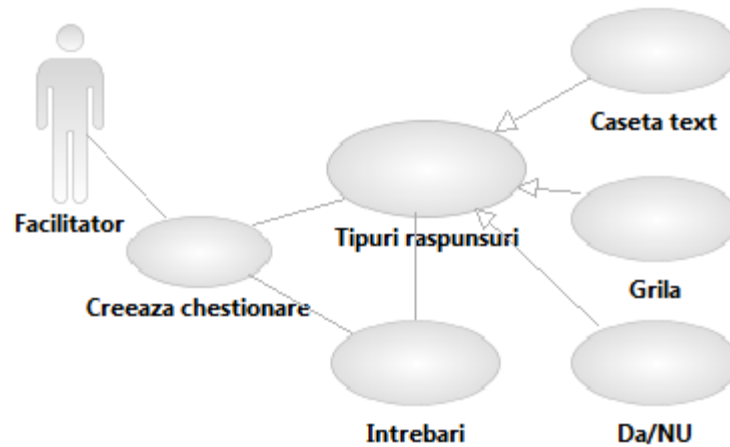 Caseta text
Facilitator
Tipuri raspunsuri
Creeaza chestionare
Grila
Intrebari
Da/NU